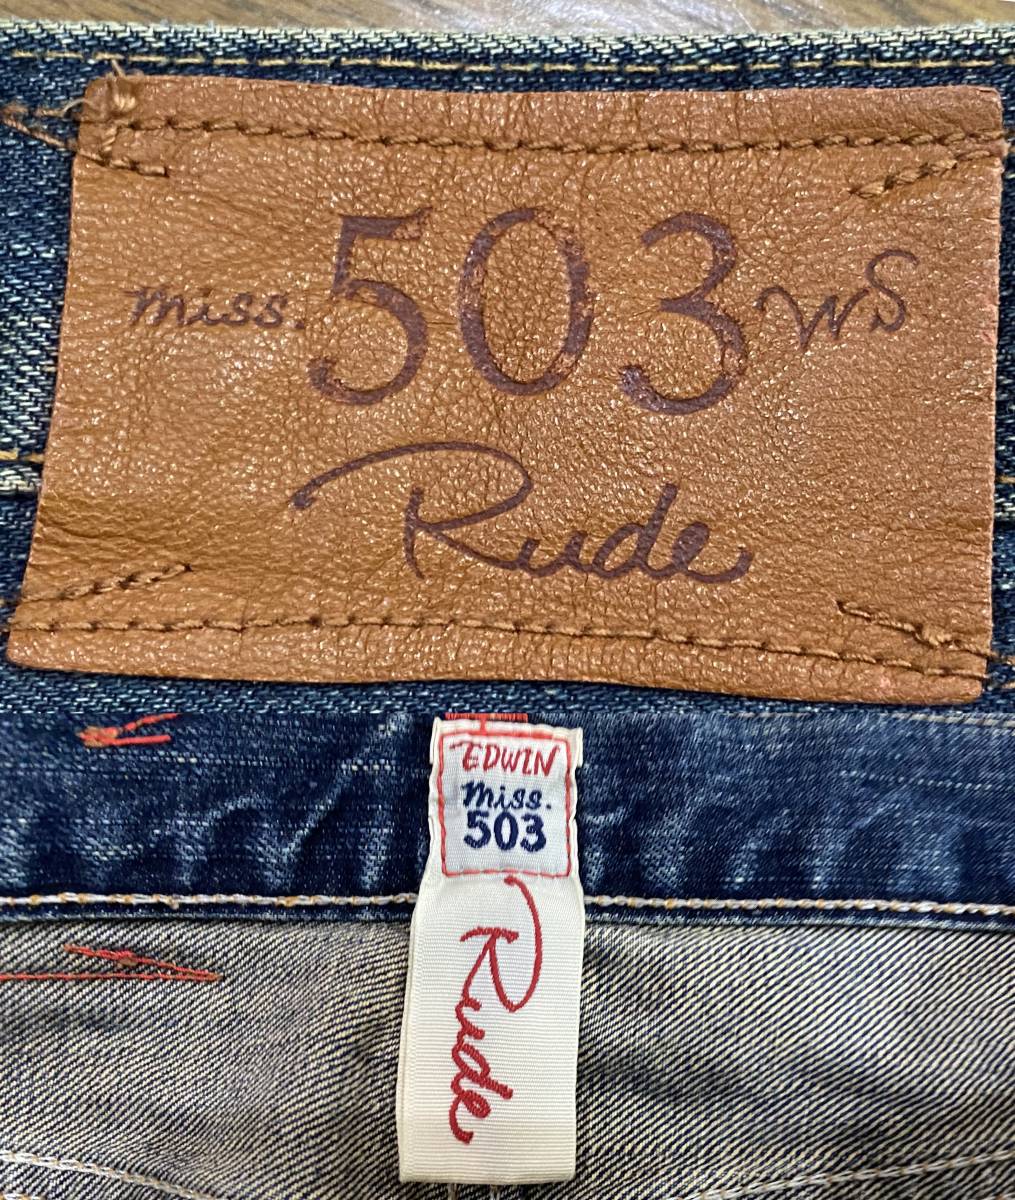 miss. 503 WS
Rude
EDWIN
miss.
503
Rude